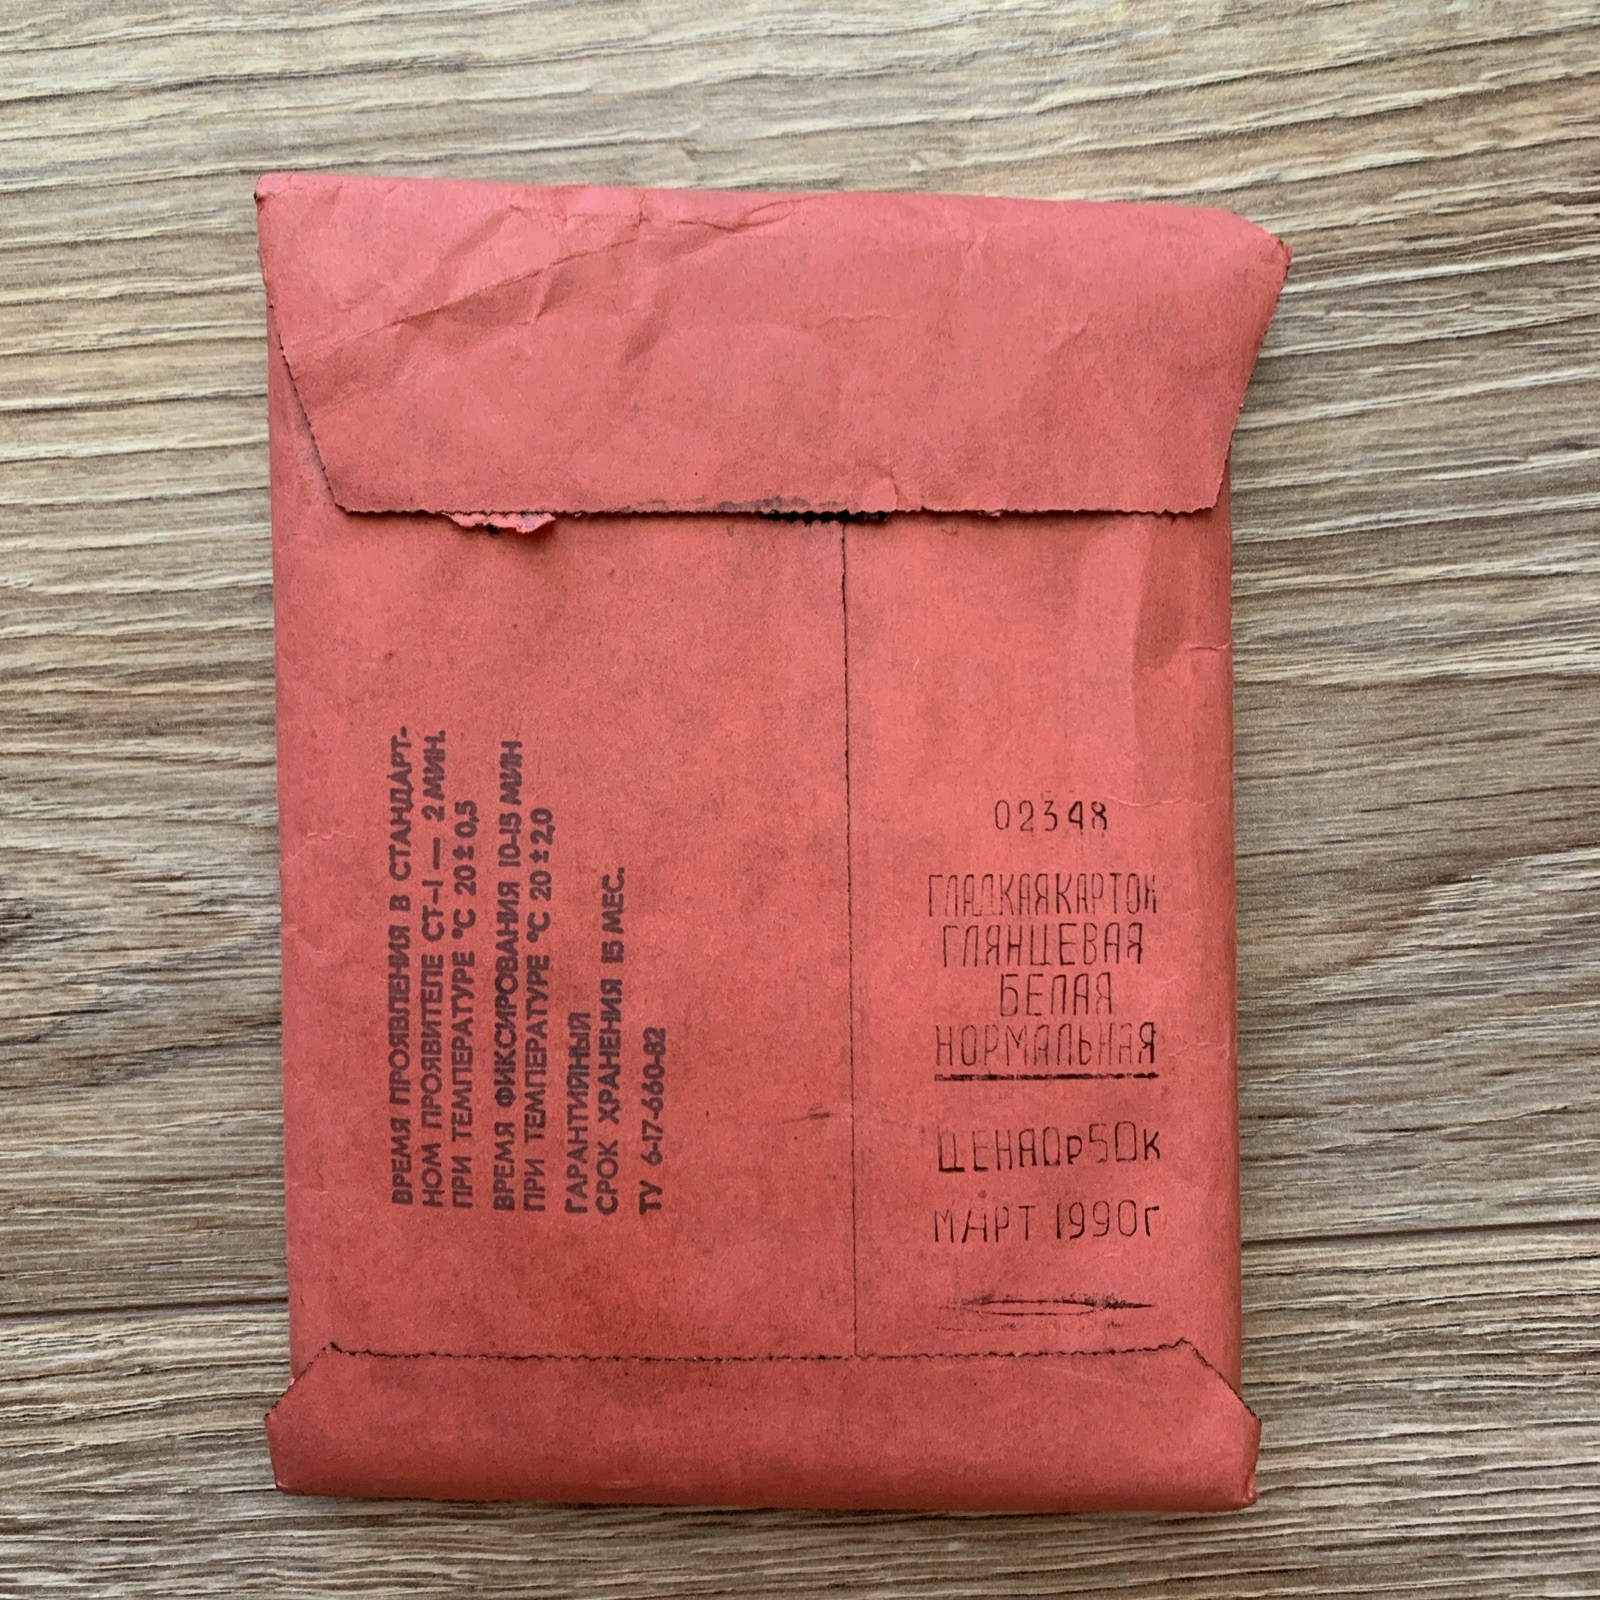 ВРЕМЯ ПРОЯВЛЕНИЯ В СТАНДАРТ-
НОМ ПРОЯВИТЕЛЕ СТ-1 — 2 МИН.
ПРИ ТЕМПЕРАТУРЕ °С 20±0,5
ВРЕМЯ ФИКСИРОВАНИЯ 10-15 МИН
ПРИ ТЕМПЕРАТУРЕ °С 20±2,0
ГАРАНТИЙНЫЙ
СРОК ХРАНЕНИЯ 15 МЕС.
ТУ 6-17-660-82
02348
ГЛАДКАЯКАРТОН
ГЛЯНЦЕВАЯ
БЕЛАЯ
НОРМАЛЬНАЯ
ЦЕНА0р50к
МАРТ 1990г